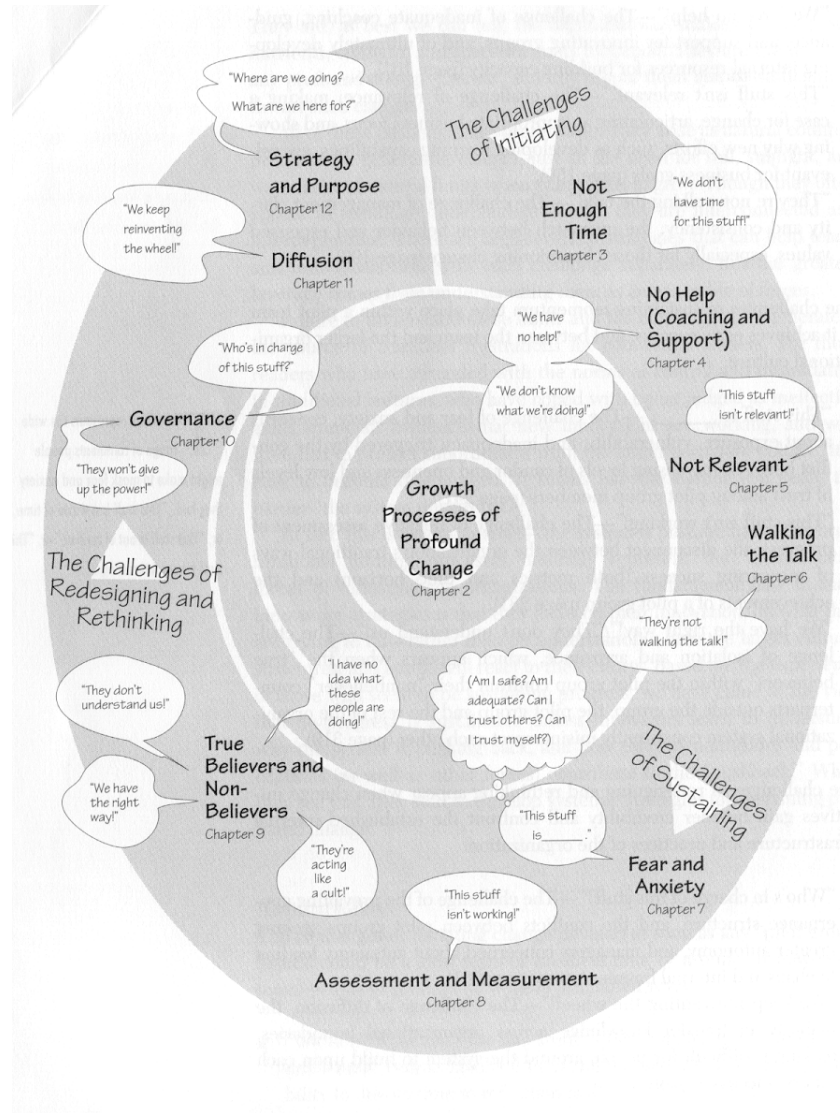 "Where are we going?
What are we here for?"
Strategy
and Purpose
Chapter 12
"We keep
reinventing
the wheel!"
Diffusion
Chapter 11
"Who's in charge
of this stuff?"
Governance
Chapter 10
"They won't give
up the power!"
The Challenges
of Initiating
Not
Enough
Time
Chapter 3
"We don't
have time
for this stuff!"
No Help
(Coaching and
Support)
Chapter 4
"We have
no help!"
"We don't know
what we're doing!"
"This stuff
isn't relevant!"
Not Relevant
Chapter 5
Growth
Processes of
Profound
Change
Chapter 2
Walking
the Talk
Chapter 6
"They're not
walking the talk!"
The Challenges of
Redesigning and
Rethinking
"They don't
understand us!"
"I have no
idea what
these
people are
doing!"
True
Believers and
Non-
Believers
Chapter 9
"We have
the right
way!"
"They're
acting
like
a cult!"
(Am I safe? Am I
adequate? Can I
trust others? Can
I trust myself?)
The Challenges
of Sustaining
"This stuff
is______."
Fear and
Anxiety
Chapter 7
"This stuff
isn't working!"
Assessment and Measurement
Chapter 8